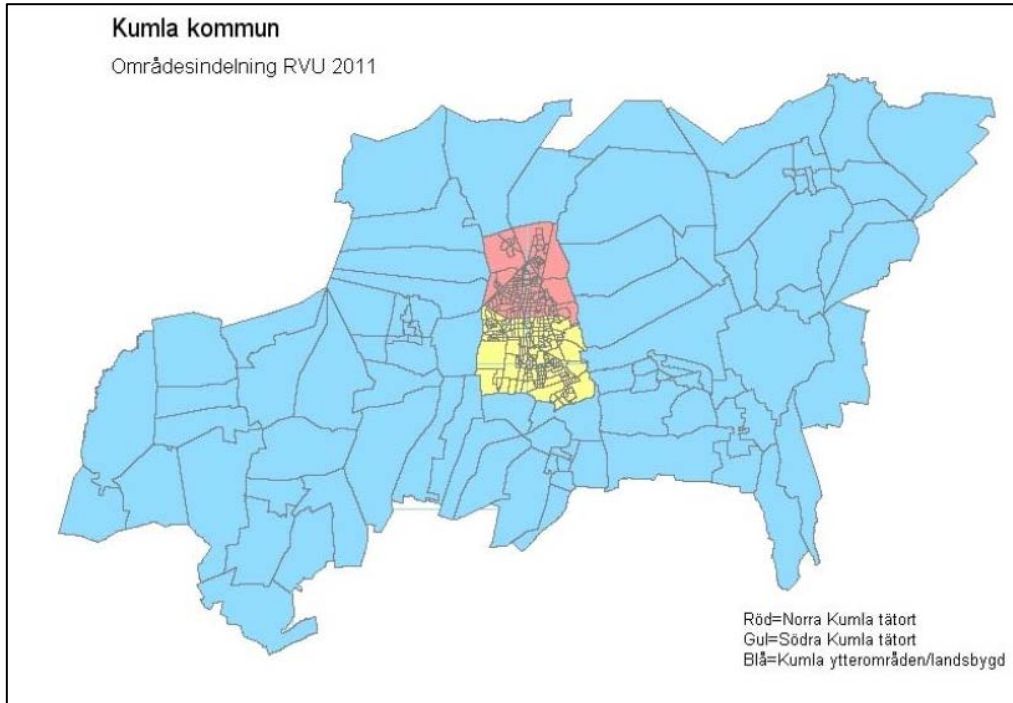 Kumla kommun
Områdesindelning RVU 2011
Röd=Norra Kumla tätort
Gul=Södra Kumla tätort
Blå=Kumla ytterområden/landsbygd